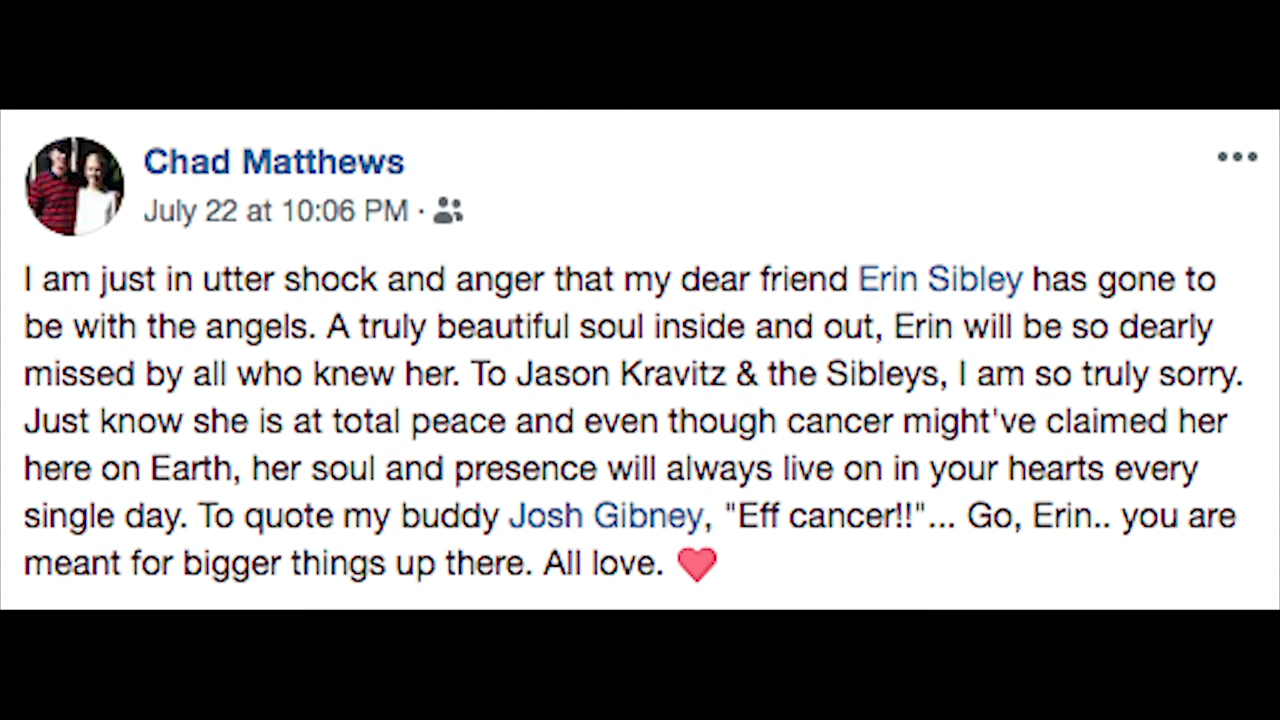 Chad Matthews
July 22 at 10:06 PM ·
I am just in utter shock and anger that my dear friend Erin Sibley has gone to
be with the angels. A truly beautiful soul inside and out, Erin will be so dearly
missed by all who knew her. To Jason Kravitz & the Sibleys, I am so truly sorry.
Just know she is at total peace and even though cancer might've claimed her
here on Earth, her soul and presence will always live on in your hearts every
single day. To quote my buddy Josh Gibney, "Eff cancer!!"... Go, Erin.. you are
meant for bigger things up there. All love. ❤️